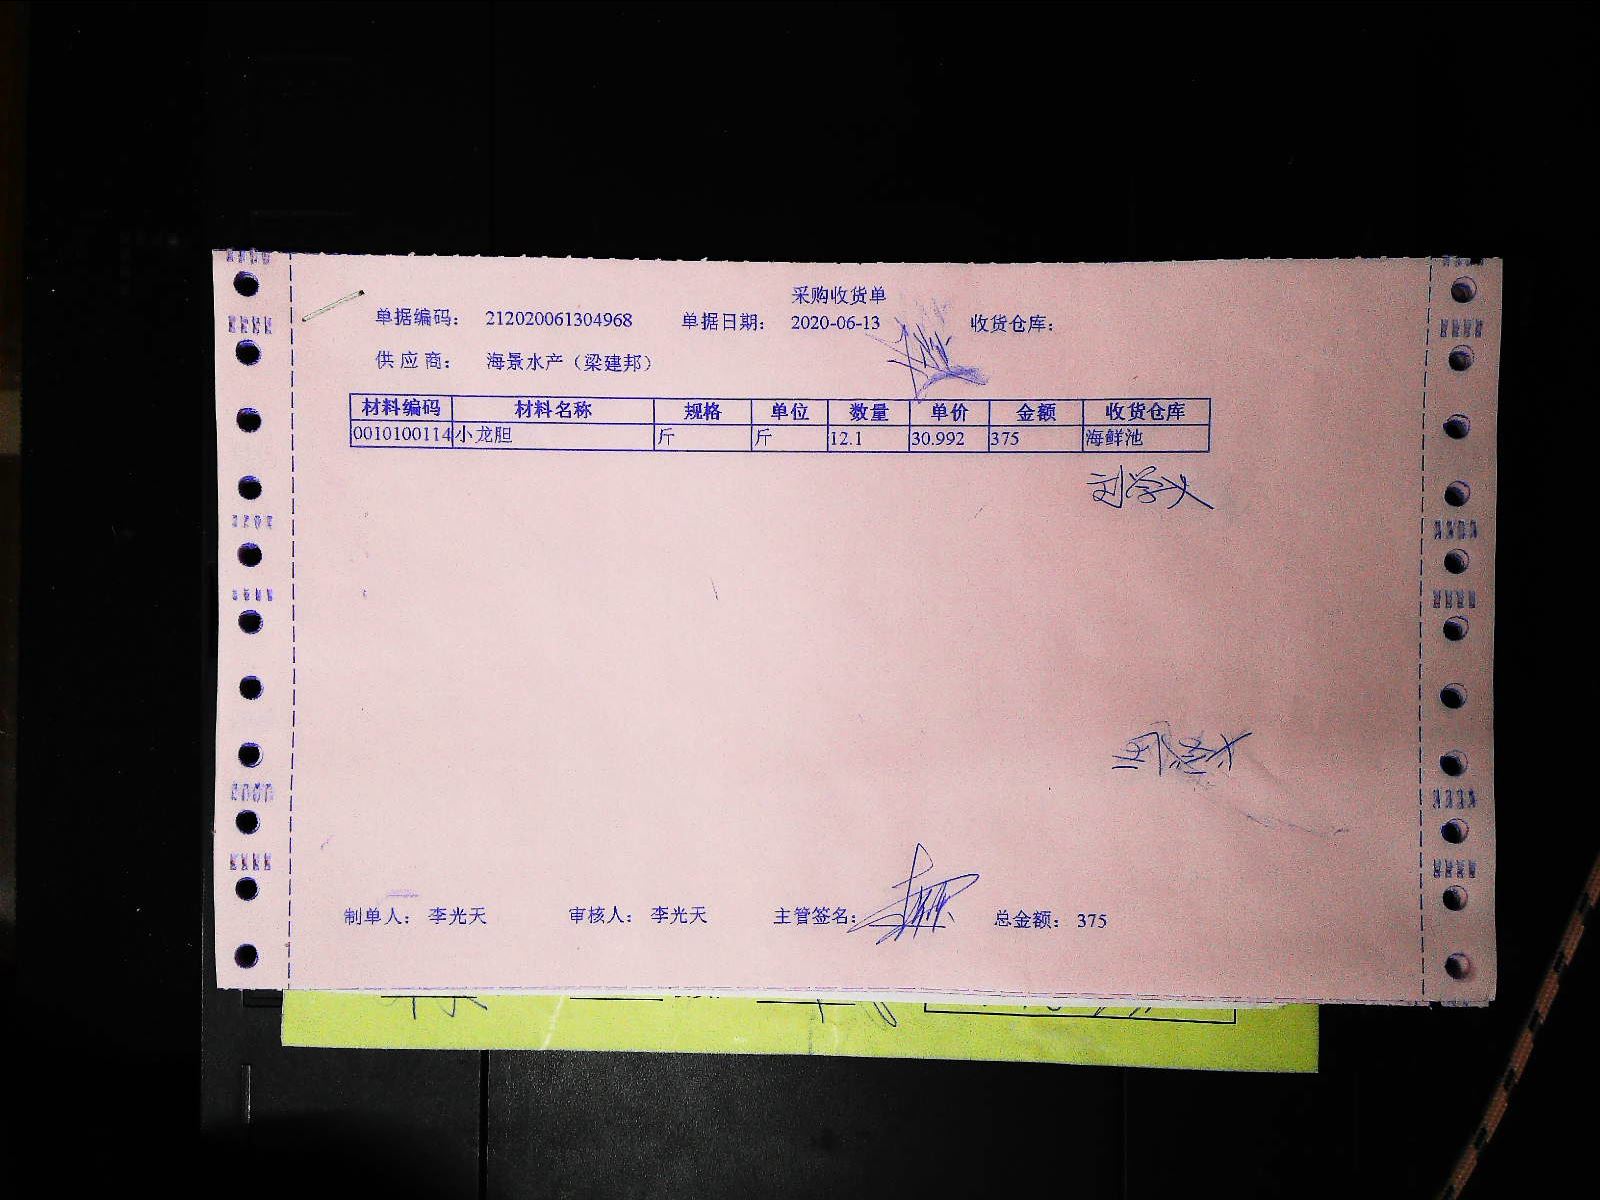 采购收货单
单据编码： 212020061304968 单据日期： 2020-06-13 收货仓库：
供 应 商： 海景水产（梁建邦）
材料编码 材料名称 规格 单位 数量 单价 金额 收货仓库
0010100114 小龙胆 斤 斤 12.1 30.992 375 海鲜池
制单人： 李光天 审核人： 李光天 主管签名： 总金额： 375